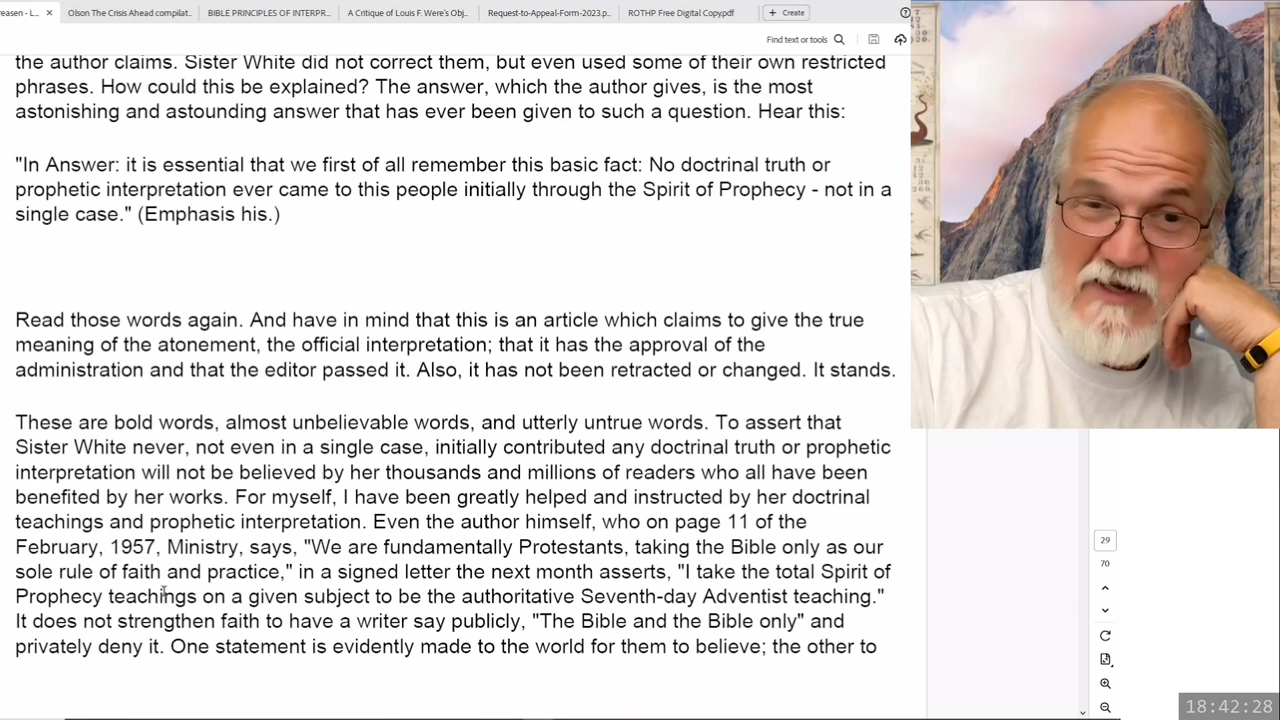 reasen - L...
Olson The Crisis Ahead compilat...
BIBLE PRINCIPLES OF INTERPR...
A Critique of Louis F. Were's Obj...
Request-to-Appeal-Form-2023.p...
ROTHP Free Digital Copypdf
+ Create
Find text or tools
the author claims. Sister White did not correct them, but even used some of their own restricted
phrases. How could this be explained? The answer, which the author gives, is the most
astonishing and astounding answer that has ever been given to such a question. Hear this:
"In Answer: it is essential that we first of all remember this basic fact: No doctrinal truth or
prophetic interpretation ever came to this people initially through the Spirit of Prophecy - not in a
single case." (Emphasis his.)
Read those words again. And have in mind that this is an article which claims to give the true
meaning of the atonement, the official interpretation; that it has the approval of the
administration and that the editor passed it. Also, it has not been retracted or changed. It stands.
These are bold words, almost unbelievable words, and utterly untrue words. To assert that
Sister White never, not even in a single case, initially contributed any doctrinal truth or prophetic
interpretation will not be believed by her thousands and millions of readers who all have been
benefited by her works. For myself, I have been greatly helped and instructed by her doctrinal
teachings and prophetic interpretation. Even the author himself, who on page 11 of the
February, 1957, Ministry, says, "We are fundamentally Protestants, taking the Bible only as our
sole rule of faith and practice," in a signed letter the next month asserts, "I take the total Spirit of
Prophecy teachings on a given subject to be the authoritative Seventh-day Adventist teaching."
It does not strengthen faith to have a writer say publicly, "The Bible and the Bible only" and
privately deny it. One statement is evidently made to the world for them to believe; the other to
29
70
18:42:28